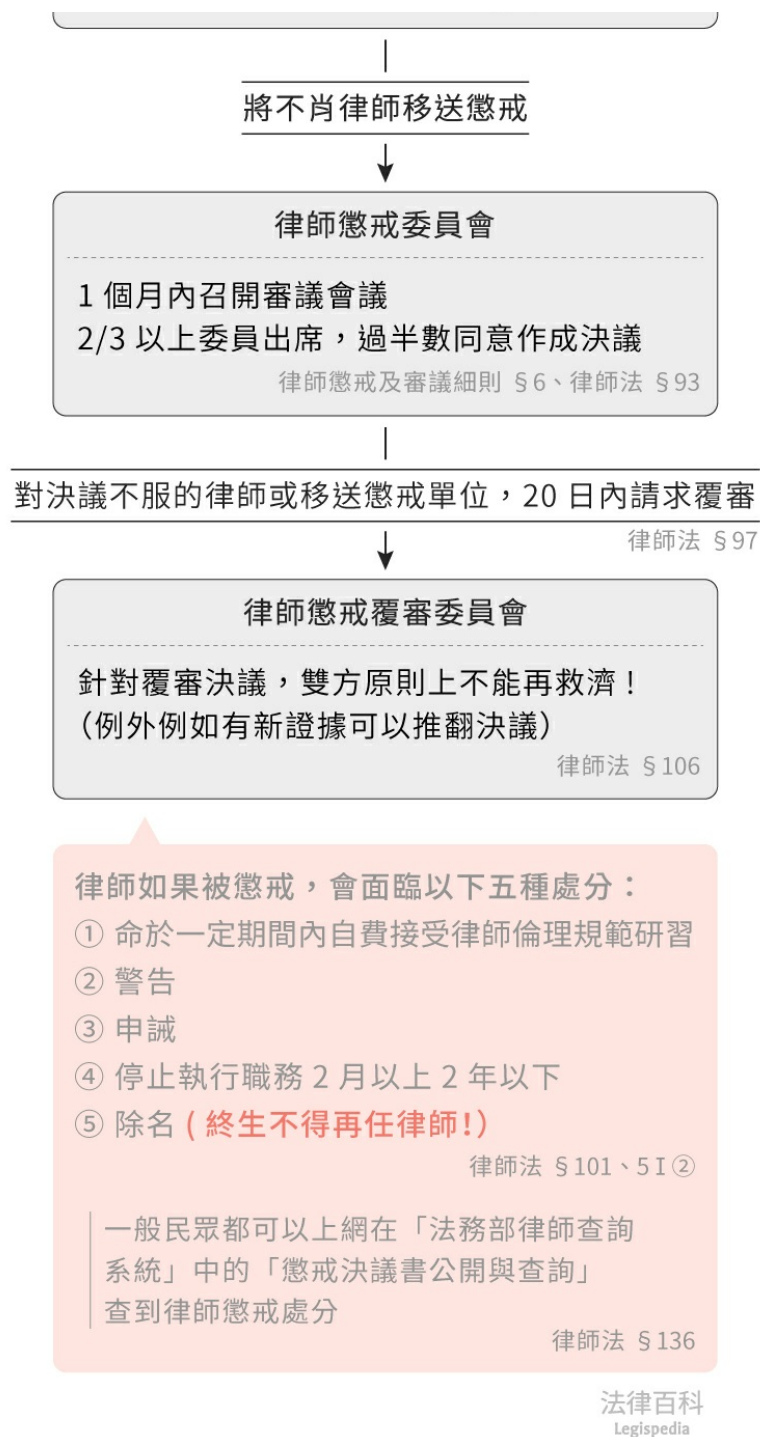 將不肖律師移送懲戒
律師懲戒委員會
1 個月內召開審議會議
2/3 以上委員出席，過半數同意作成決議
律師懲戒及審議細則 §6、律師法 §93
對決議不服的律師或移送懲戒單位，20 日內請求覆審
律師法 §97
律師懲戒覆審委員會
針對覆審決議，雙方原則上不能再救濟！
（例外例如有新證據可以推翻決議）
律師法 §106
律師如果被懲戒，會面臨以下五種處分：
① 命於一定期間內自費接受律師倫理規範研習
② 警告
③ 申誡
④ 停止執行職務 2 月以上 2 年以下
⑤ 除名 ( 終生不得再任律師！）
律師法 §101、5 I ②
一般民眾都可以上網在「法務部律師查詢
系統」中的「懲戒決議書公開與查詢」
查到律師懲戒處分
律師法 §136
法律百科
Legispedia